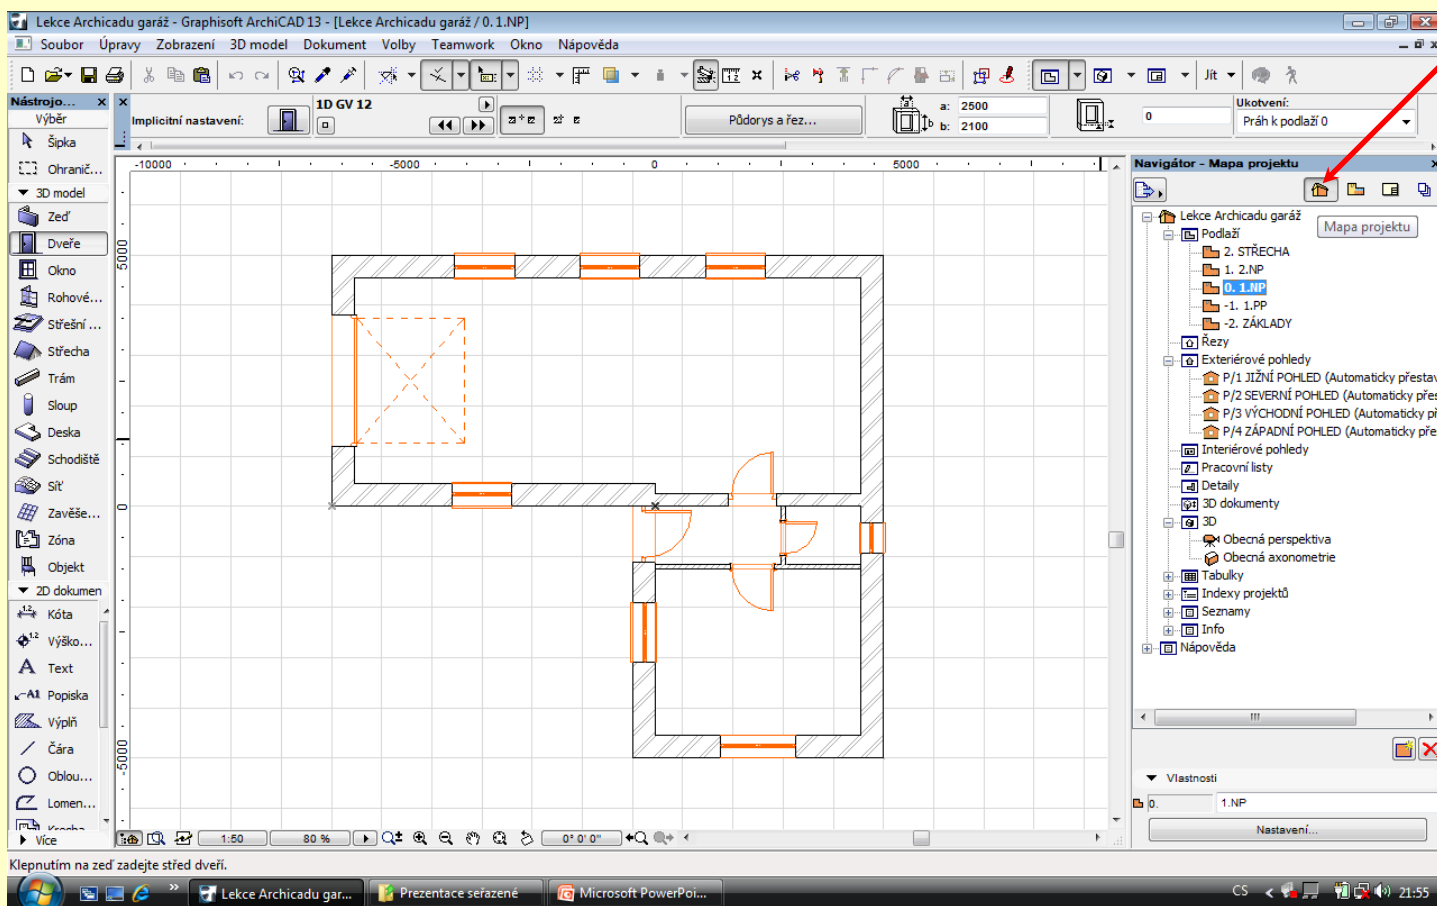 Lekce Archicadu garáž - Graphisoft ArchiCAD 13 - [Lekce Archicadu garáž / 0. 1.NP]
Soubor Úpravy Zobrazení 3D model Dokument Volby Teamwork Okno Nápověda
Jít
Nástrojo...
Výběr
Šipka
Ohranič...
3D model
Zeď
Dveře
Okno
Rohové...
Střešní ...
Střecha
Trám
Sloup
Deska
Schodiště
Síť
Závěše...
Zóna
Objekt
2D dokumen
Kóta
Výško...
Text
Popiska
Výplň
Čára
Oblou...
Lomen...
Více
Implicitní nastavení:
1D GV 12
Půdorys a řez...
a: 2500
b: 2100
0
Ukotvení:
Práh k podlaží 0
-10000 -5000 0 5000
5000
0
-5000
Navigátor - Mapa projektu
Mapa projektu
Lekce Archicadu garáž
Podlaží
2. STŘECHA
1. 2.NP
0. 1.NP
-1. 1.PP
-2. ZÁKLADY
Řezy
Exteriérové pohledy
P/1 JIŽNÍ POHLED (Automaticky přestav
P/2 SEVERNÍ POHLED (Automaticky přes
P/3 VÝCHODNÍ POHLED (Automaticky př
P/4 ZÁPADNÍ POHLED (Automaticky pře
Interiérové pohledy
Pracovní listy
Detaily
3D dokumenty
3D
Obecná perspektiva
Obecná axonometrie
Tabulky
Indexy projektů
Seznamy
Info
Nápověda
Vlastnosti
0. 1.NP
Nastavení...
1:50 80 % 0° 0' 0"
Klepnutím na zeď zadejte střed dveří.
Lekce Archicadu gar... Prezentace seřazené Microsoft PowerPoi... CS 21:55